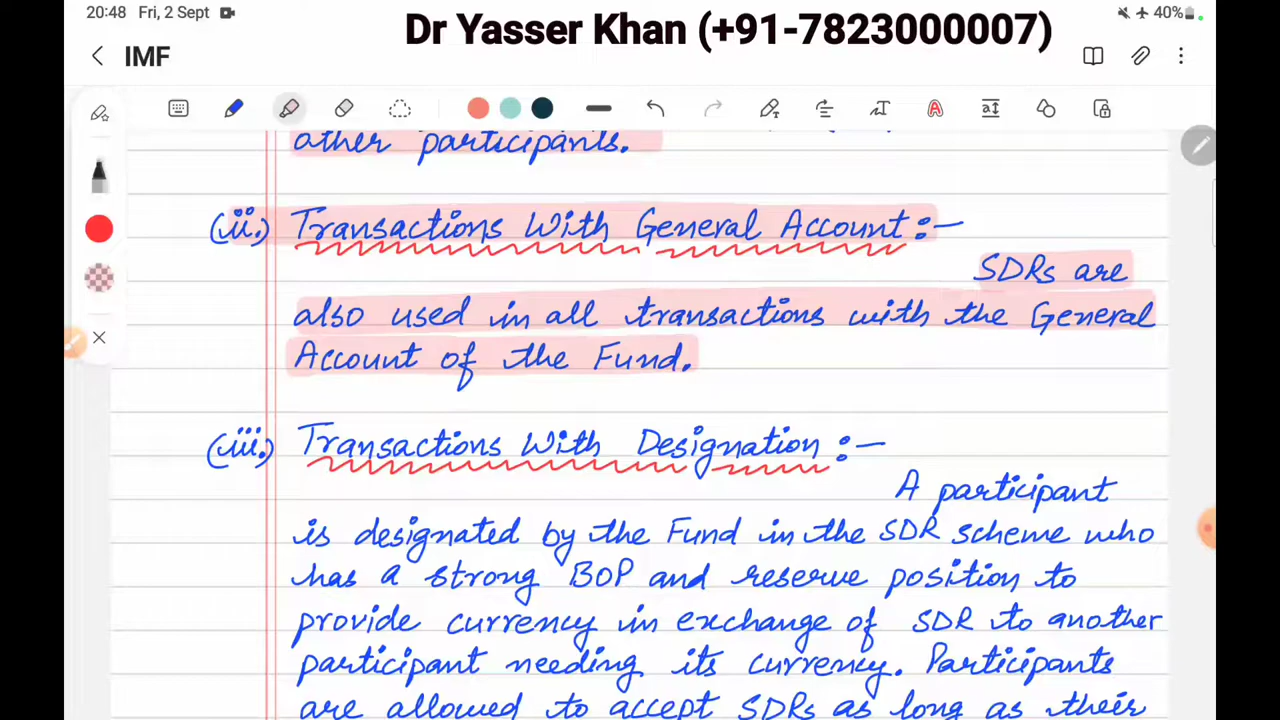 20:48 Fri, 2 Sept
Dr Yasser Khan (+91-7823000007)
40%
IMF
other participants.
(ii.) Transactions With General Account :-
SDRs are
also used in all transactions with the General
Account of the Fund.
(iii.) Transactions With Designation :-
A participant
is designated by the Fund in the SDR scheme who
has a strong BOP and reserve position to
provide currency in exchange of SDR to another
participant needing its currency. Participants
are allowed to accept SDRs as long as their